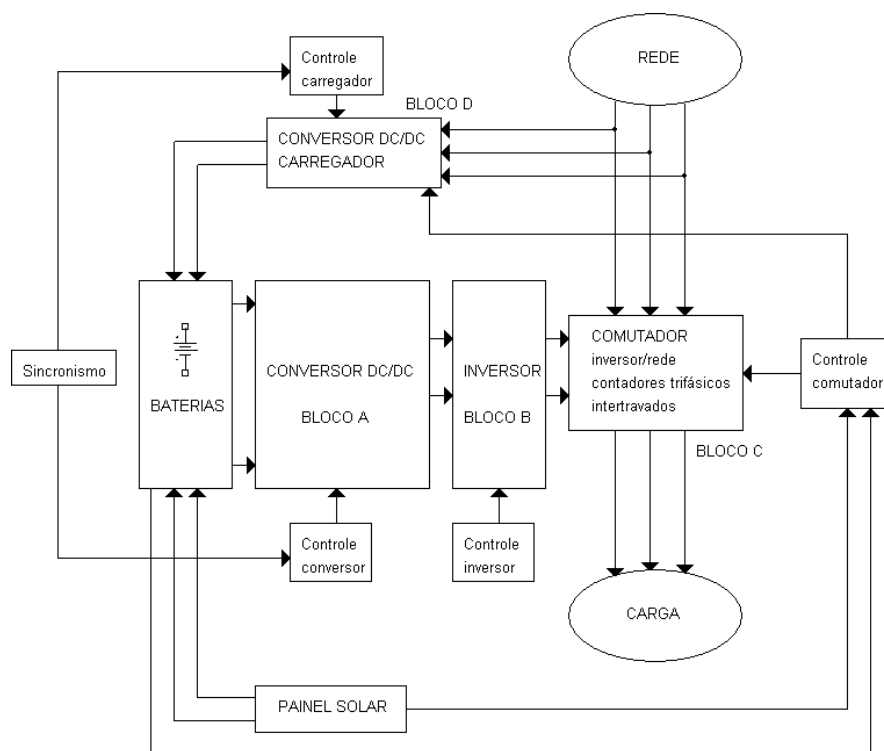 Controle
carregador
REDE
BLOCO D
CONVERSOR DC/DC
CARREGADOR
Sincronismo
BATERIAS
CONVERSOR DC/DC
BLOCO A
INVERSOR
BLOCO B
COMUTADOR
inversor/rede
contadores trifásicos
intertravados
Controle
comutador
BLOCO C
Controle
conversor
Controle
inversor
CARGA
PAINEL SOLAR